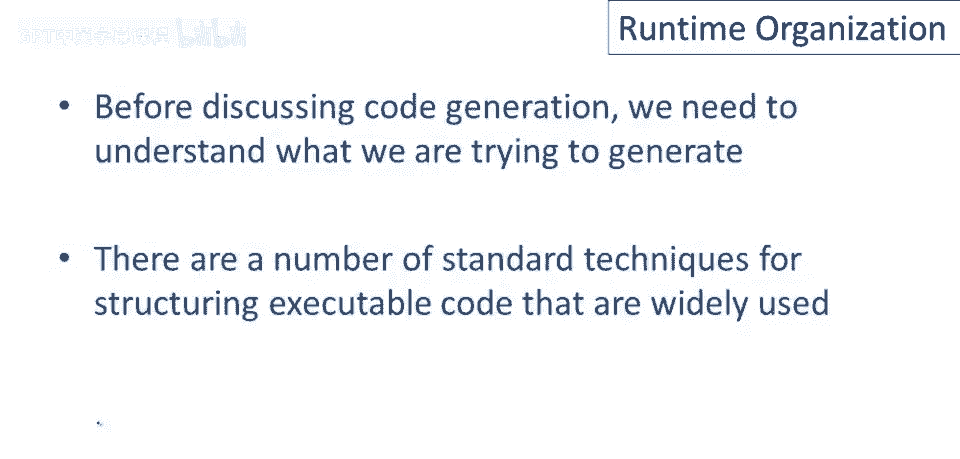 Runtime Organization
• Before discussing code generation, we need to
understand what we are trying to generate
• There are a number of standard techniques for
structuring executable code that are widely used